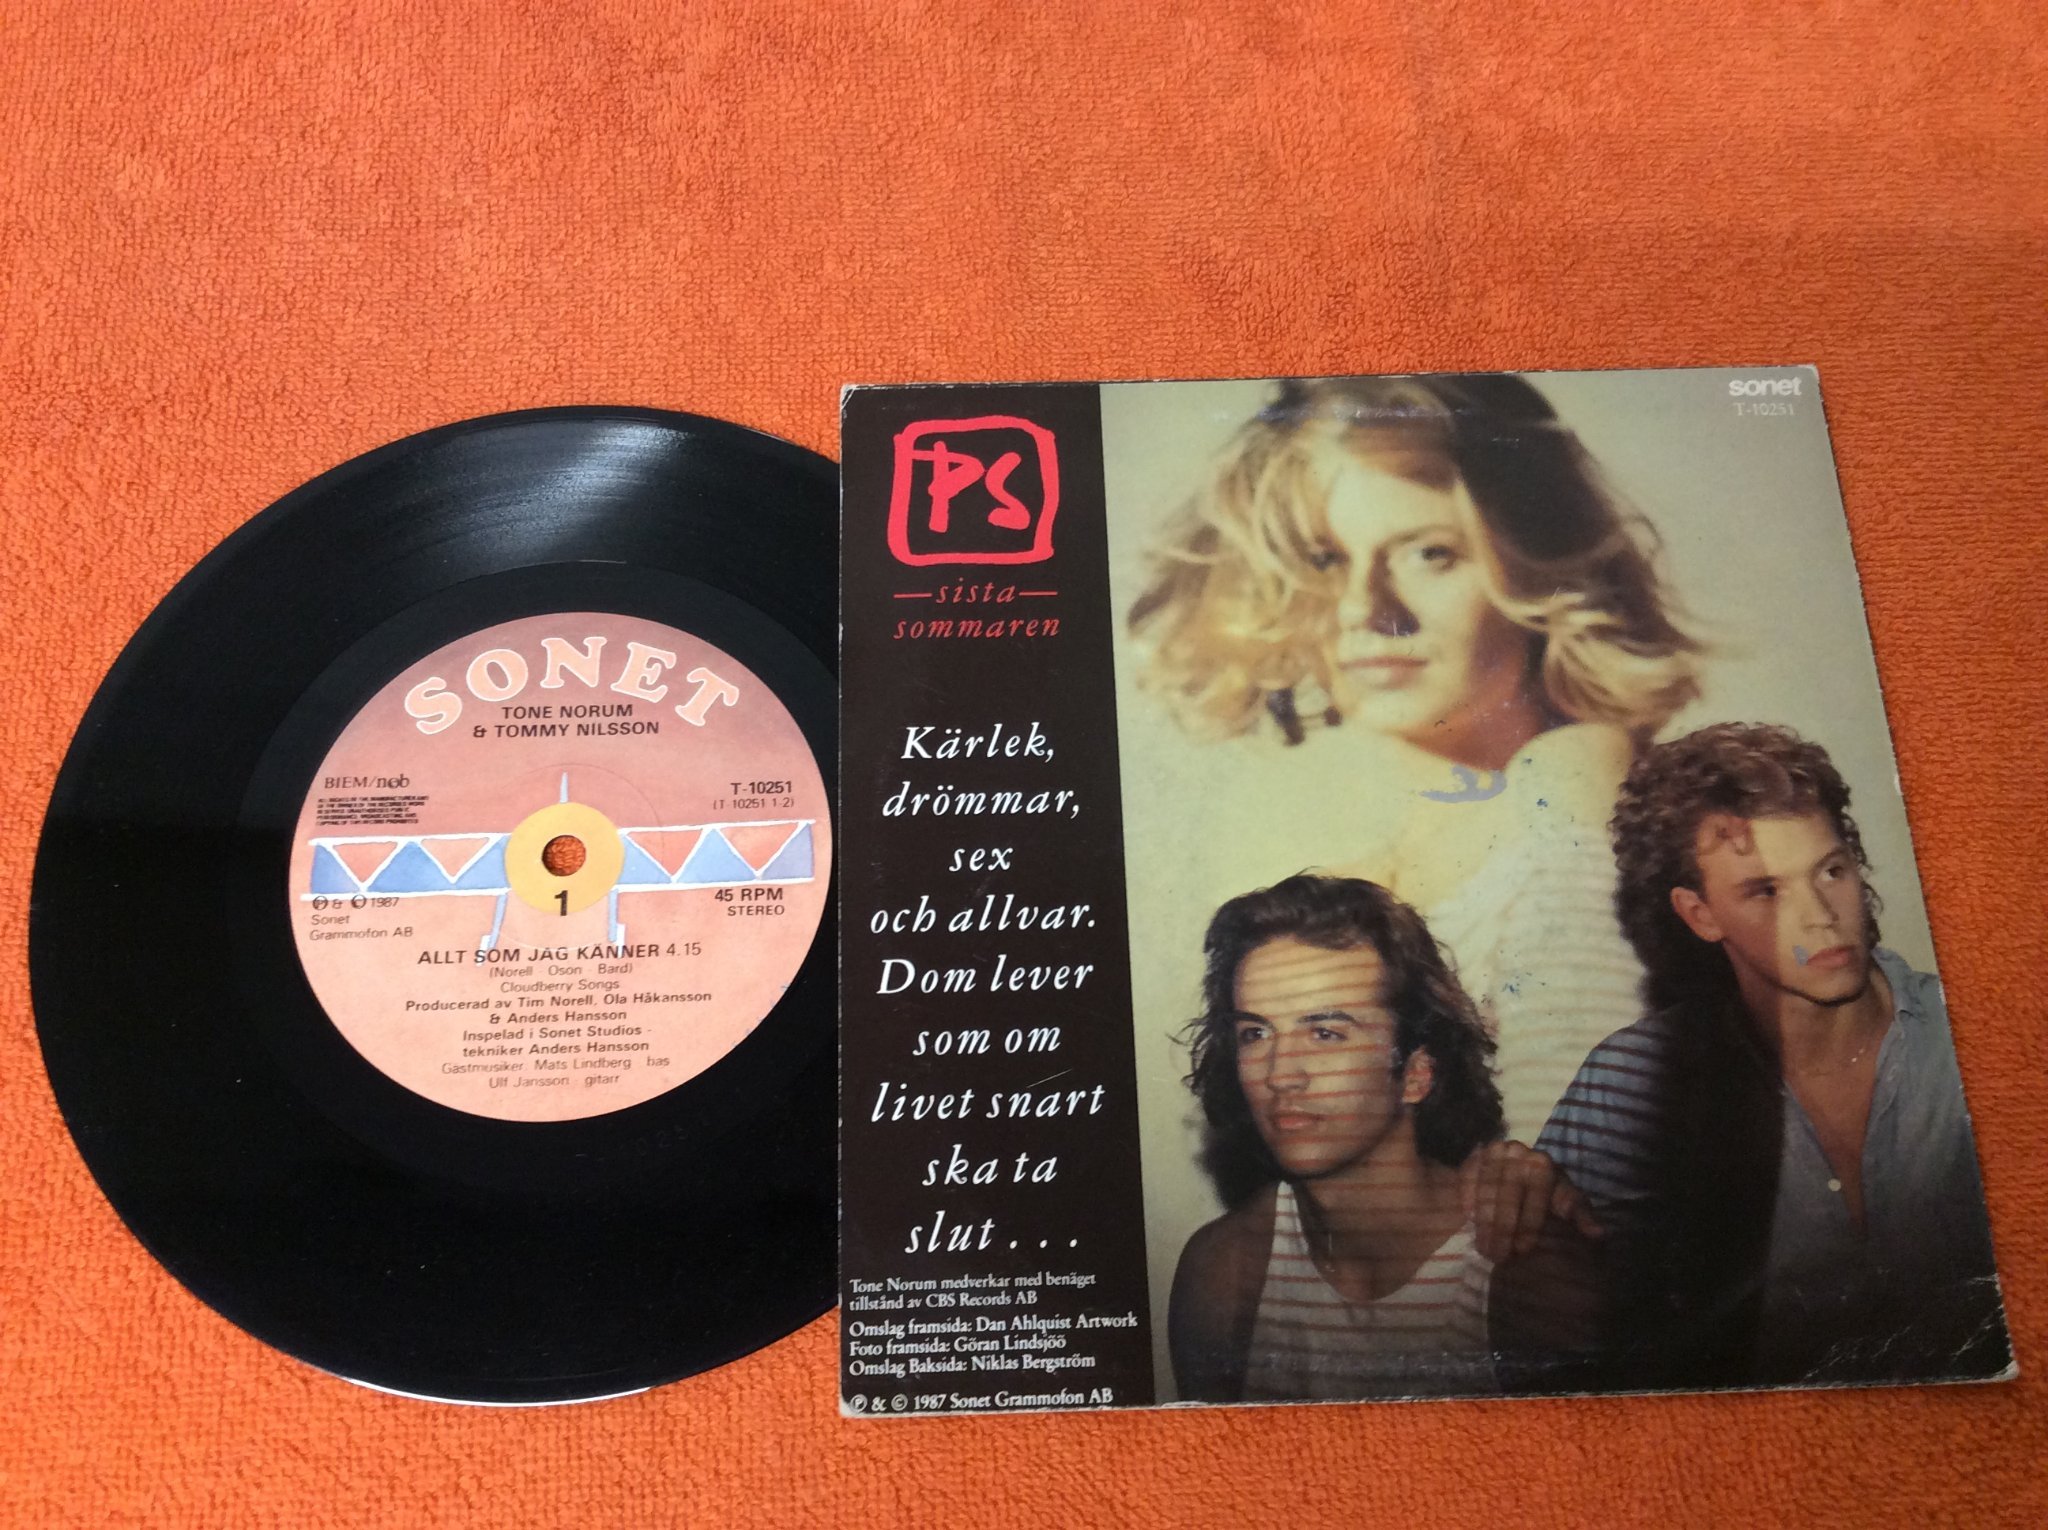 SONET
TONE NORUM
& TOMMY NILSSON
BIEM/ncb
T-10251
(T-10251 1-2)
1
45 RPM
STEREO
℗ & © 1987
Sonet
Grammofon AB
ALLT SOM JAG KÄNNER 4.15
(Norell - Oson - Bard)
Cloudberry Songs
Producerad av Tim Norell, Ola Håkansson
& Anders Hansson
Inspelad i Sonet Studios -
tekniker Anders Hansson
Gästmusiker: Mats Lindberg - bas
Ulf Jansson - gitarr
PS
—sista—
sommaren
Kärlek,
drömmar,
sex
och allvar.
Dom lever
som om
livet snart
ska ta
slut . . .
Tone Norum medverkar med benäget
tillstånd av CBS Records AB
Omslag framsida: Dan Ahlquist Artwork
Foto framsida: Göran Lindsjöö
Omslag Baksida: Niklas Bergström
℗ & © 1987 Sonet Grammofon AB
sonet
T-10251